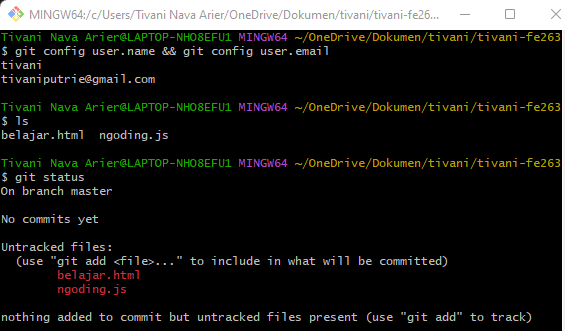 MINGW64:/c/Users/Tivani Nava Arier/OneDrive/Dokumen/tivani/tivani-fe26...
Tivani Nava Arier@LAPTOP-NHO8EFU1 MINGW64 ~/OneDrive/Dokumen/tivani/tivani-fe263
$ git config user.name && git config user.email
tivani
tivaniputrie@gmail.com
Tivani Nava Arier@LAPTOP-NHO8EFU1 MINGW64 ~/OneDrive/Dokumen/tivani/tivani-fe263
$ ls
belajar.html  ngoding.js
Tivani Nava Arier@LAPTOP-NHO8EFU1 MINGW64 ~/OneDrive/Dokumen/tivani/tivani-fe263
$ git status
On branch master
No commits yet
Untracked files:
  (use "git add <file>..." to include in what will be committed)
        belajar.html
        ngoding.js
nothing added to commit but untracked files present (use "git add" to track)